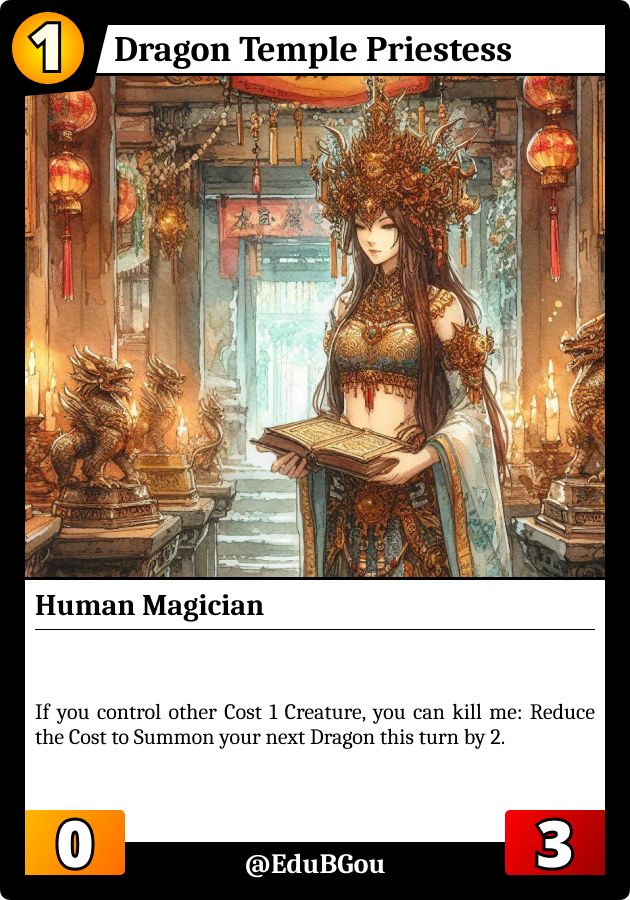 1
Dragon Temple Priestess
Human Magician
If you control other Cost 1 Creature, you can kill me: Reduce
the Cost to Summon your next Dragon this turn by 2.
0
@EduBGou
3